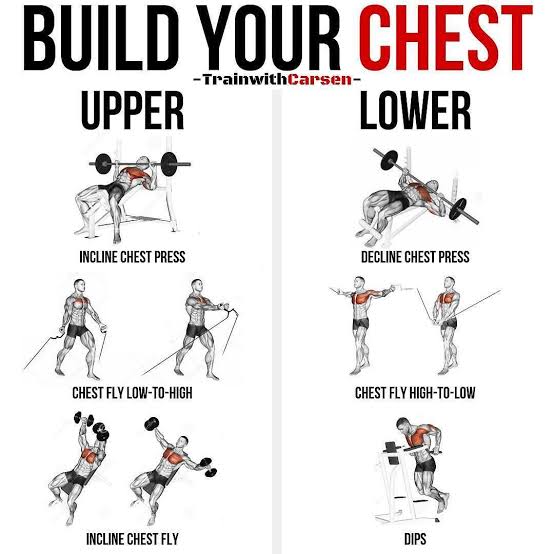 BUILD YOUR CHEST
-TrainwithCarsen-
UPPER
INCLINE CHEST PRESS
CHEST FLY LOW-TO-HIGH
INCLINE CHEST FLY
LOWER
DECLINE CHEST PRESS
CHEST FLY HIGH-TO-LOW
DIPS